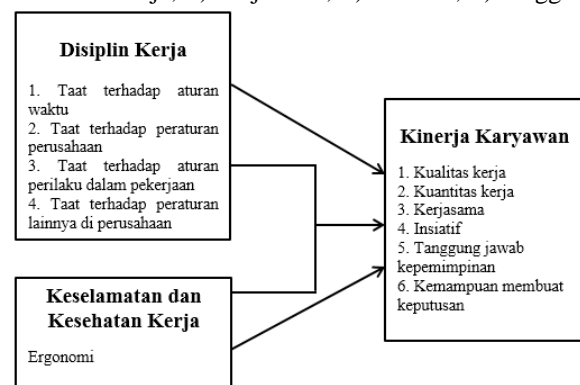 Disiplin Kerja
1. Taat terhadap aturan
waktu
2. Taat terhadap peraturan
perusahaan
3. Taat terhadap aturan
perilaku dalam pekerjaan
4. Taat terhadap peraturan
lainnya di perusahaan
Keselamatan dan
Kesehatan Kerja
Ergonomi
Kinerja Karyawan
1. Kualitas kerja
2. Kuantitas kerja
3. Kerjasama
4. Insiatif
5. Tanggung jawab
kepemimpinan
6. Kemampuan membuat
keputusan